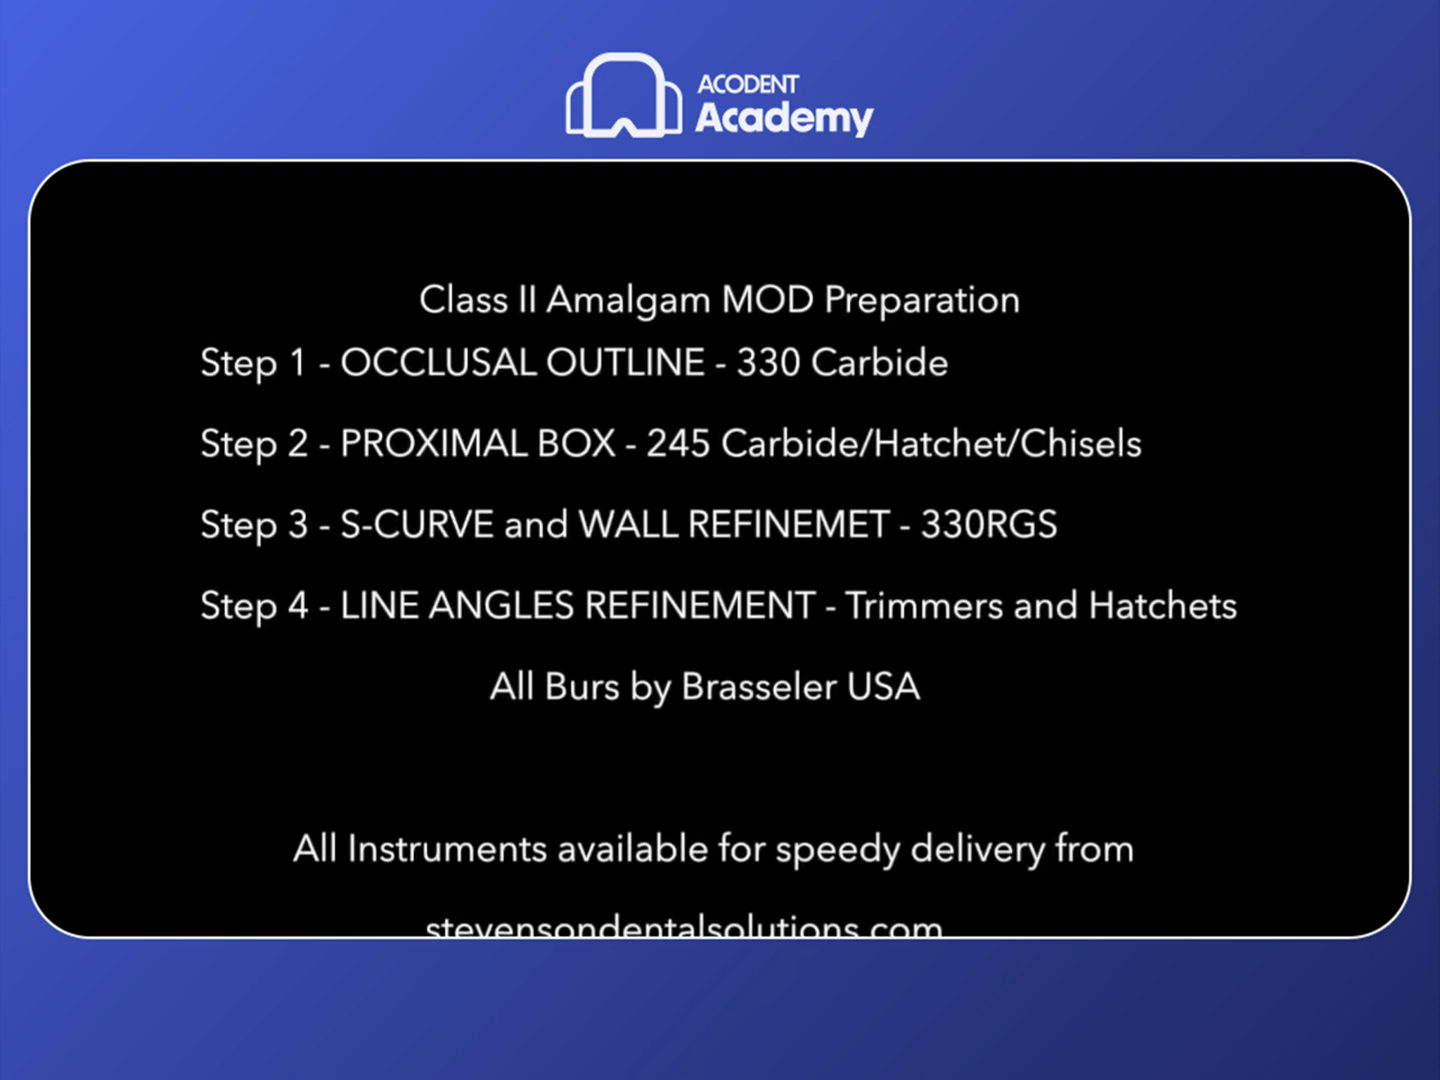 ACODENT
Academy
Class II Amalgam MOD Preparation
Step 1 - OCCLUSAL OUTLINE - 330 Carbide
Step 2 - PROXIMAL BOX - 245 Carbide/Hatchet/Chisels
Step 3 - S-CURVE and WALL REFINEMET - 330RGS
Step 4 - LINE ANGLES REFINEMENT - Trimmers and Hatchets
All Burs by Brasseler USA
All Instruments available for speedy delivery from
stevensondentalsolutions.com